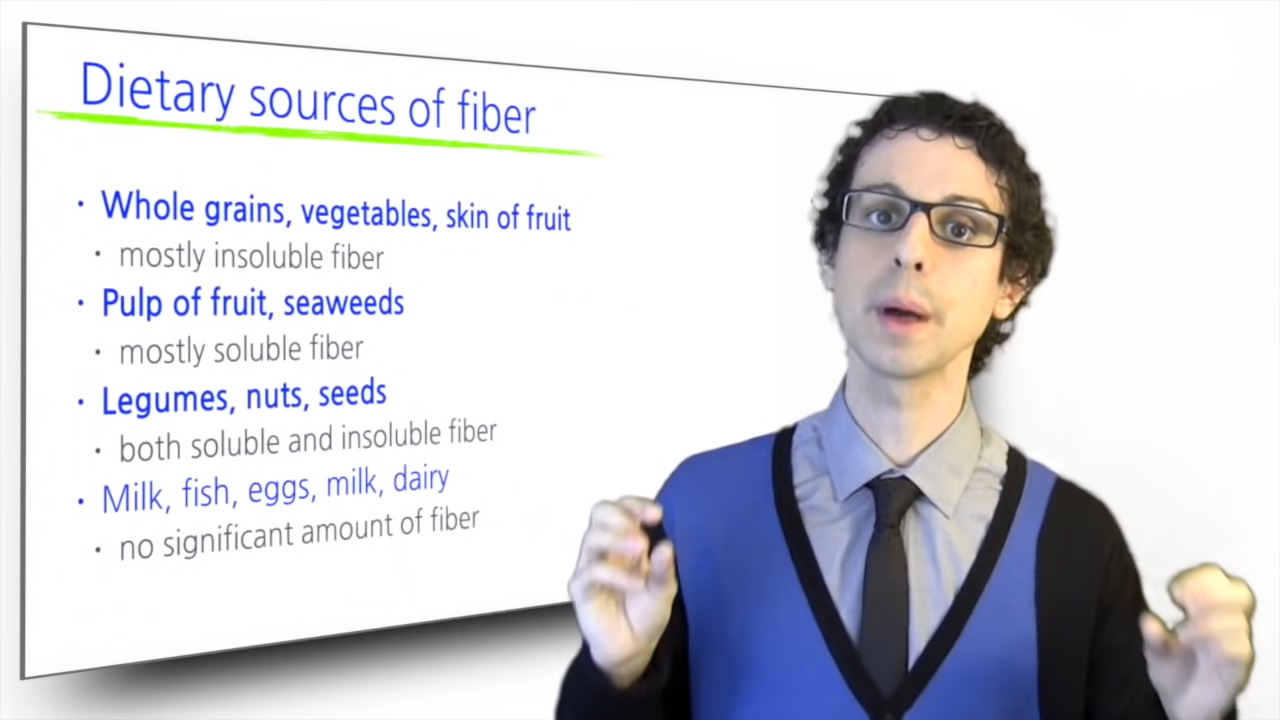 Dietary sources of fiber
· Whole grains, vegetables, skin of fruit
· mostly insoluble fiber
· Pulp of fruit, seaweeds
· mostly soluble fiber
· Legumes, nuts, seeds
· both soluble and insoluble fiber
· Milk, fish, eggs, milk, dairy
· no significant amount of fiber